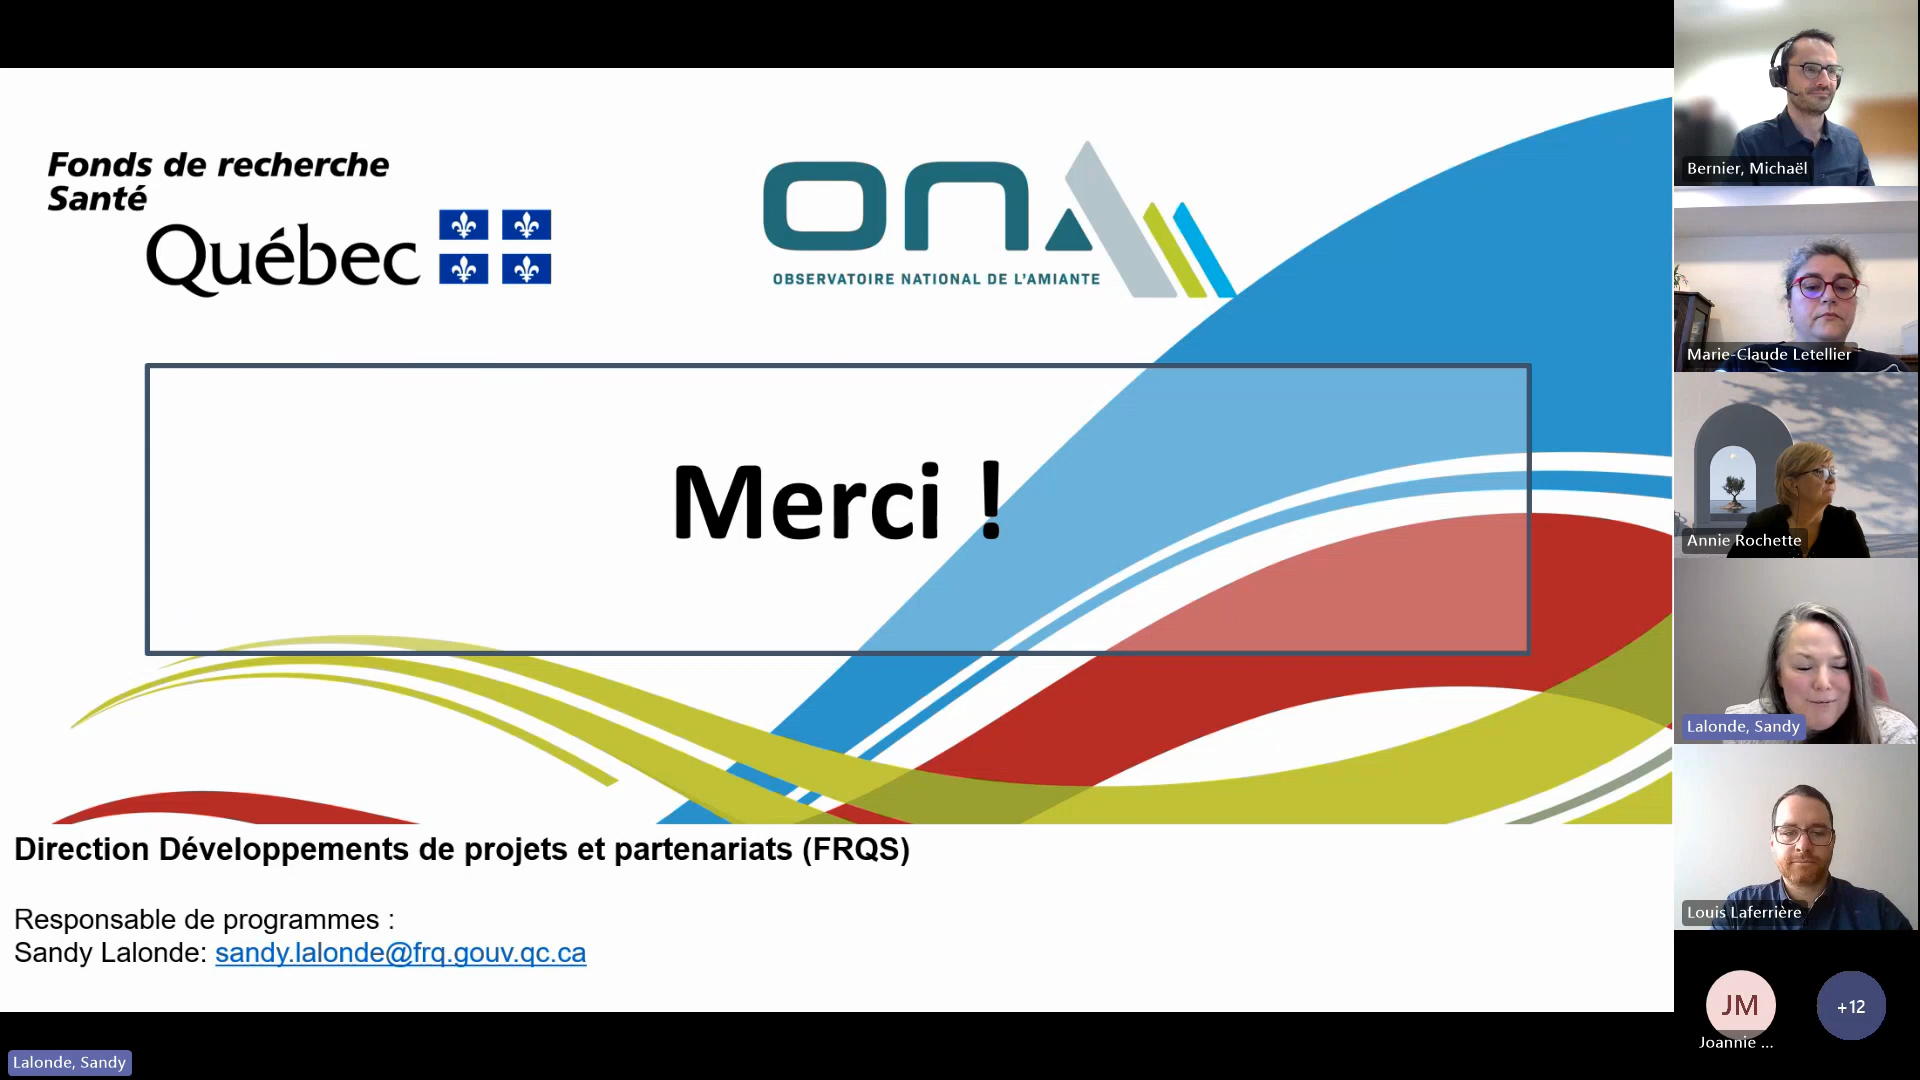 Fonds de recherche
Santé
Québec
ona
OBSERVATOIRE NATIONAL DE L'AMIANTE
Merci !
Direction Développements de projets et partenariats (FRQS)
Responsable de programmes :
Sandy Lalonde: sandy.lalonde@frq.gouv.qc.ca
Lalonde, Sandy
Bernier, Michaël
Marie-Claude Letellier
Annie Rochette
Lalonde, Sandy
Louis Laferrière
JM
Joannie ...
+12